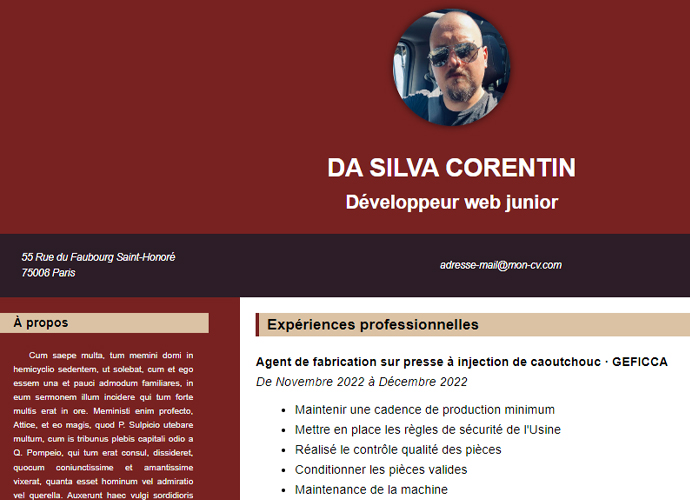 DA SILVA CORENTIN
Développeur web junior
55 Rue du Faubourg Saint-Honoré
75008 Paris
adresse-mail@mon-cv.com
À propos
Cum saepe multa, tum memini domi in
hemicyclio sedentem, ut solebat, cum et ego
essem una et pauci admodum familiares, in
eum sermonem illum incidere qui tum forte
multis erat in ore. Meministi enim profecto,
Attice, et eo magis, quod P. Sulpicio utebare
multum, cum is tribunus plebis capitali odio a
Q. Pompeio, qui tum erat consul, dissideret,
quocum coniunctissime et amantissime
vixerat, quanta esset hominum vel admiratio
vel querella. Auxerunt haec vulgi sordidioris
Expériences professionnelles
Agent de fabrication sur presse à injection de caoutchouc · GEFICCA
De Novembre 2022 à Décembre 2022
• Maintenir une cadence de production minimum
• Mettre en place les règles de sécurité de l'Usine
• Réalisé le contrôle qualité des pièces
• Conditionner les pièces valides
• Maintenance de la machine